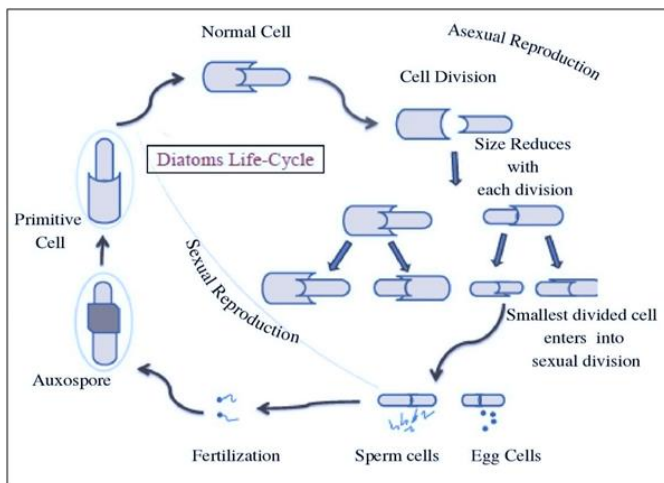 Normal Cell
Asexual Reproduction
Cell Division
Diatoms Life-Cycle
Size Reduces
with
each division
Primitive
Cell
Sexual Reproduction
Smallest divided cell
enters into
sexual division
Auxospore
Fertilization
Sperm cells
Egg Cells